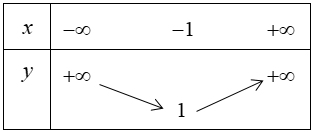 x −∞ −1 +∞
y +∞ +∞
1